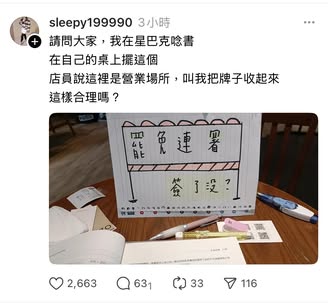 sleepy199990 3小時
請問大家，我在星巴克唸書
在自己的桌上擺這個
店員說這裡是營業場所，叫我把牌子收起來
這樣合理嗎？
罷免連署
簽了沒？
2,663 631 33 116